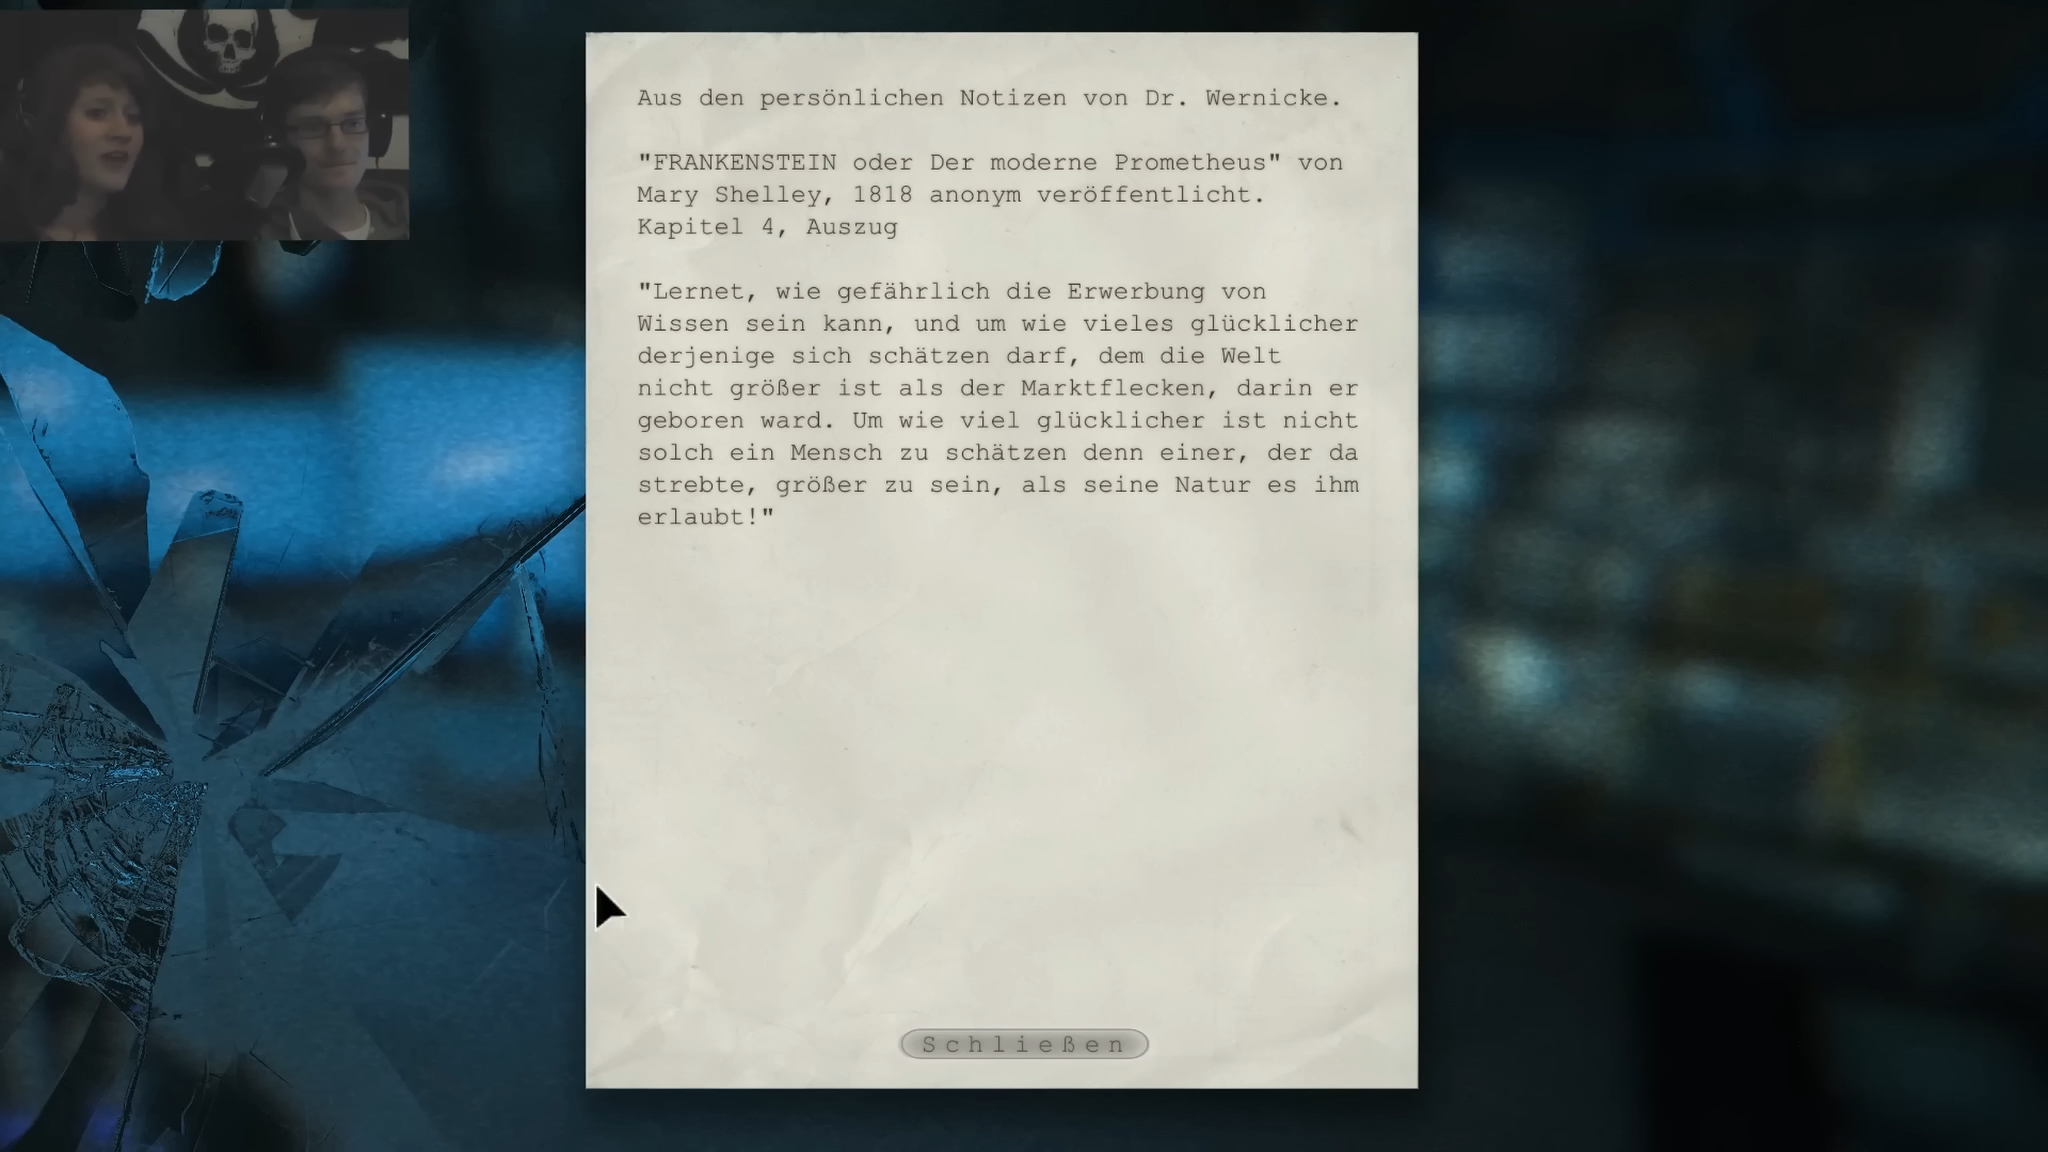 Aus den persönlichen Notizen von Dr. Wernicke.
"FRANKENSTEIN oder Der moderne Prometheus" von
Mary Shelley, 1818 anonym veröffentlicht.
Kapitel 4, Auszug
"Lernet, wie gefährlich die Erwerbung von
Wissen sein kann, und um wie vieles glücklicher
derjenige sich schätzen darf, dem die Welt
nicht größer ist als der Marktflecken, darin er
geboren ward. Um wie viel glücklicher ist nicht
solch ein Mensch zu schätzen denn einer, der da
strebte, größer zu sein, als seine Natur es ihm
erlaubt!"
Schließen